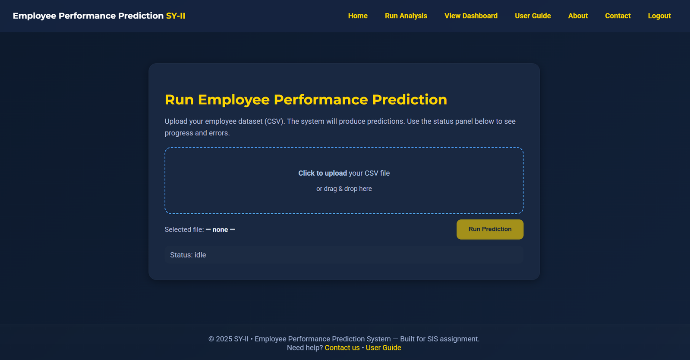 Employee Performance Prediction SY-II
Home Run Analysis View Dashboard User Guide About Contact Logout
Run Employee Performance Prediction
Upload your employee dataset (CSV). The system will produce predictions. Use the status panel below to see
progress and errors.
Click to upload your CSV file
or drag & drop here
Selected file: — none —
Run Prediction
Status: idle
© 2025 SY-II • Employee Performance Prediction System — Built for SIS assignment.
Need help? Contact us • User Guide